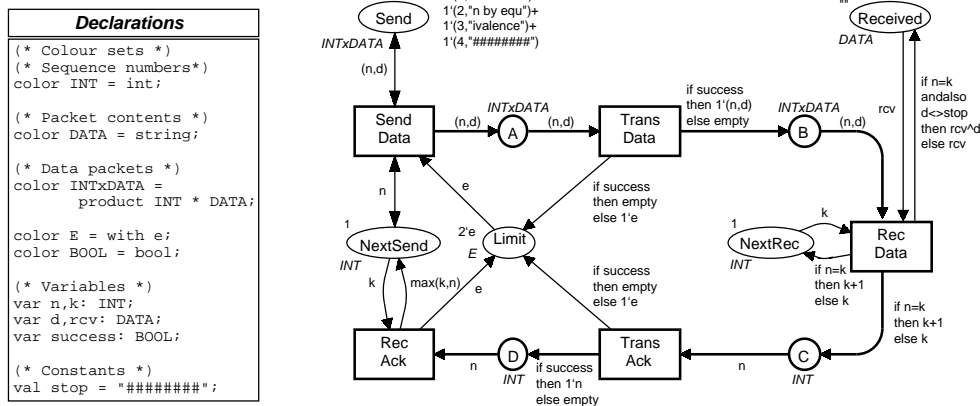 Declarations
(* Colour sets *)
(* Sequence numbers*)
color INT = int;
(* Packet contents *)
color DATA = string;
(* Data packets *)
color INTxDATA =
product INT * DATA;
color E = with e;
color BOOL = bool;
(* Variables *)
var n,k: INT;
var d,rcv: DATA;
var success: BOOL;
(* Constants *)
val stop = "########";
Send
INTxDATA
1‘(2,"n by equ")+
1‘(3,"ivalence")+
1‘(4,"########")
""
Received
DATA
(n,d)
Send
Data
(n,d)
INTxDATA
A
(n,d)
Trans
Data
if success
then 1‘(n,d)
else empty
INTxDATA
B
(n,d)
rcv
if n=k
andalso
d<>stop
then rcv^d
else rcv
n
e
if success
then empty
else 1‘e
1
NextSend
INT
2‘e
E
Limit
1
NextRec
INT
k
Rec
Data
if n=k
then k+1
else k
k
max(k,n)
e
if success
then empty
else 1‘e
if n=k
then k+1
else k
Rec
Ack
n
D
INT
if success
then 1‘n
else empty
Trans
Ack
n
C
INT